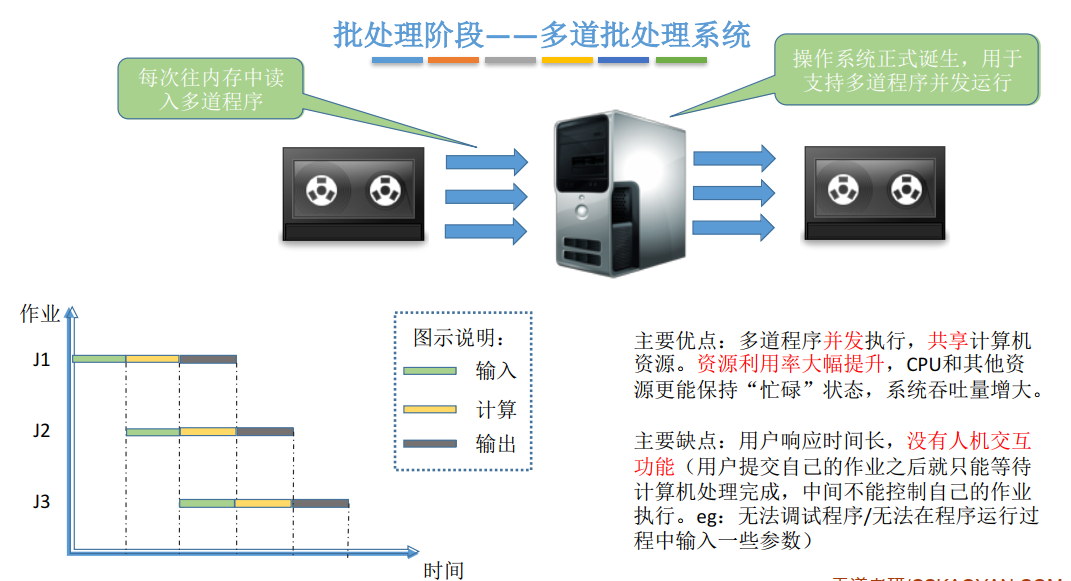 批处理阶段——多道批处理系统
每次往内存中读
入多道程序
操作系统正式诞生，用于
支持多道程序并发运行
作业
J1
J2
J3
时间
图示说明：
输入
计算
输出
主要优点：多道程序并发执行，共享计算机
资源。资源利用率大幅提升，CPU和其他资
源更能保持“忙碌”状态，系统吞吐量增大。
主要缺点：用户响应时间长，没有人机交互
功能（用户提交自己的作业之后就只能等待
计算机处理完成，中间不能控制自己的作业
执行。eg：无法调试程序/无法在程序运行过
程中输入一些参数）